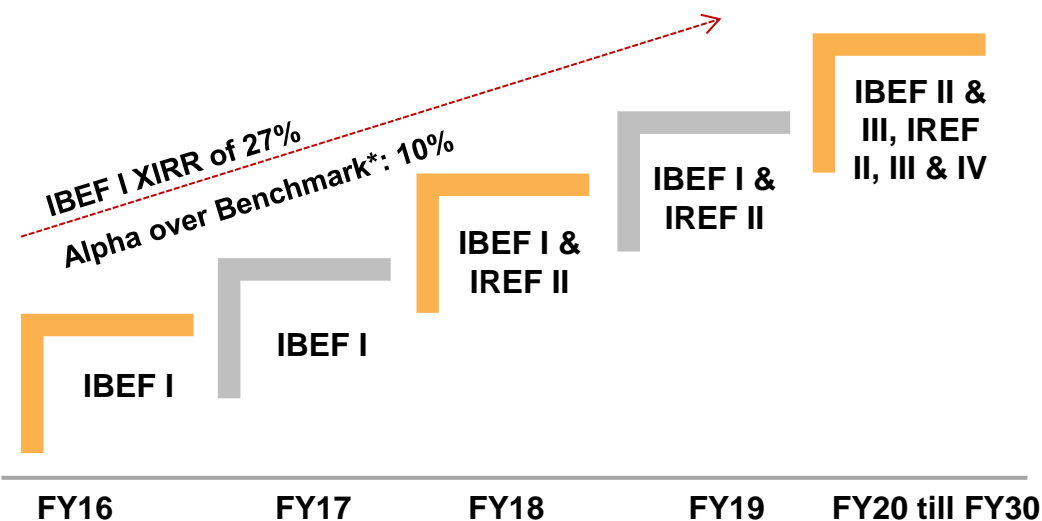 IBEF I XIRR of 27%
Alpha over Benchmark*: 10%
IBEF I
IBEF I
IBEF I &
IREF II
IBEF I &
IREF II
IBEF II &
III, IREF
II, III & IV
FY16
FY17
FY18
FY19
FY20 till FY30